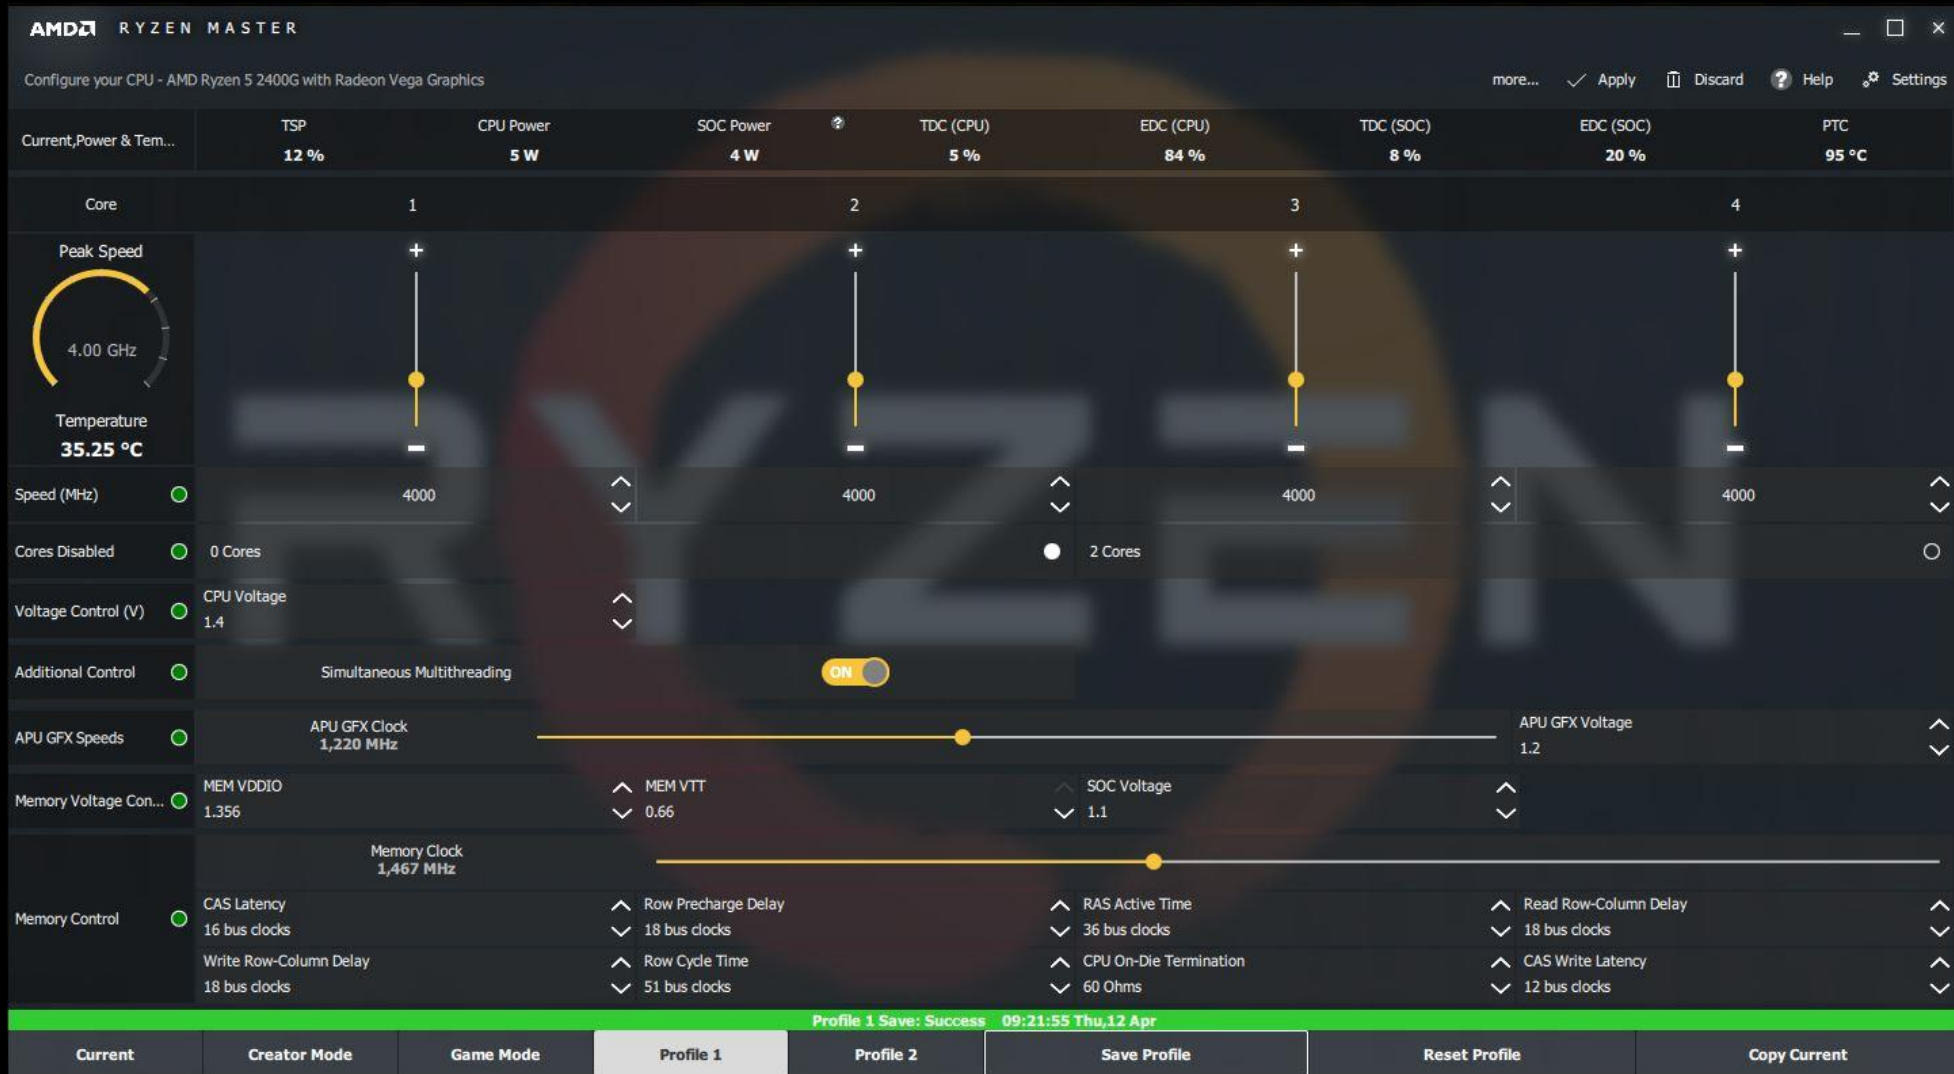 AMD RYZEN MASTER
Configure your CPU - AMD Ryzen 5 2400G with Radeon Vega Graphics more... Apply Discard ? Help Settings
Current,Power & Tem... TSP CPU Power SOC Power ? TDC (CPU) EDC (CPU) TDC (SOC) EDC (SOC) PTC
12 % 5 W 4 W 5 % 84 % 8 % 20 % 95 °C
Core 1 2 3 4
Peak Speed + + + +
4.00 GHz
Temperature
35.25 °C - - - -
RYZEN
Speed (MHz) 4000 4000 4000 4000
Cores Disabled 0 Cores 2 Cores
Voltage Control (V) CPU Voltage
1.4
Additional Control Simultaneous Multithreading ON
APU GFX Speeds APU GFX Clock APU GFX Voltage
1,220 MHz 1.2
Memory Voltage Con... MEM VDDIO MEM VTT SOC Voltage
1.356 0.66 1.1
Memory Clock
1,467 MHz
Memory Control CAS Latency Row Precharge Delay RAS Active Time Read Row-Column Delay
16 bus clocks 18 bus clocks 36 bus clocks 18 bus clocks
Write Row-Column Delay Row Cycle Time CPU On-Die Termination CAS Write Latency
18 bus clocks 51 bus clocks 60 Ohms 12 bus clocks
Profile 1 Save: Success 09:21:55 Thu,12 Apr
Current Creator Mode Game Mode Profile 1 Profile 2 Save Profile Reset Profile Copy Current